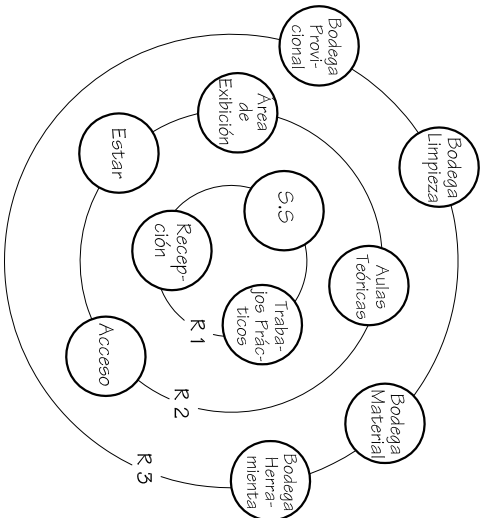 Bodega
Limpieza
Bodega
Material
Aulas
Teóricas
Bodega
Provi-
cional
S.S
Traba-
jos Prác-
ticos
Bodega
Herra-
mienta
Area
de
Exibición
Recep-
ción
R 1
R 2
R 3
Estar
Acceso